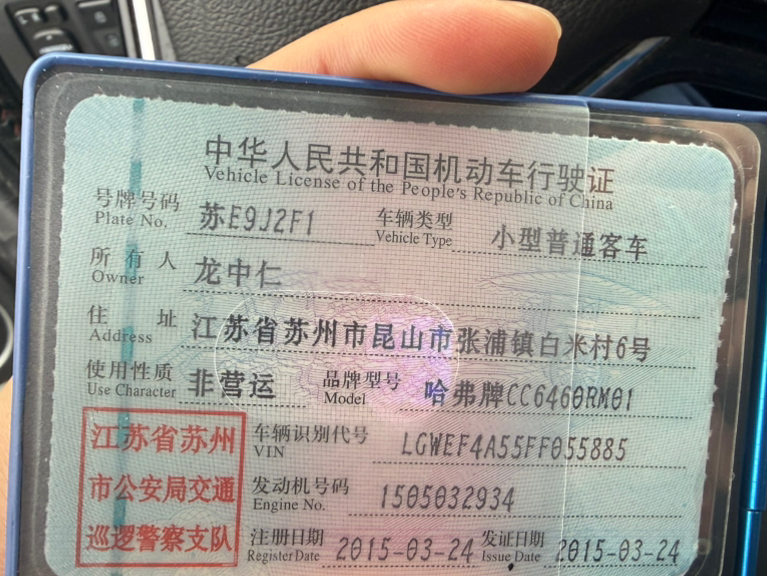 中华人民共和国机动车行驶证
Vehicle License of the People's Republic of China
号牌号码 苏E9J2F1 车辆类型 小型普通客车
Plate No. Vehicle Type
所有人 龙中仁
Owner
住址 江苏省苏州市昆山市张浦镇白米村6号
Address
使用性质 非营运 品牌型号 哈弗牌CC6460RM01
Use Character Model
江苏省苏州
市公安局交通
巡逻警察支队
车辆识别代号 LGWEF4A55FF055885
VIN
发动机号码 1505032934
Engine No.
注册日期 2015-03-24 发证日期 2015-03-24
Register Date Issue Date